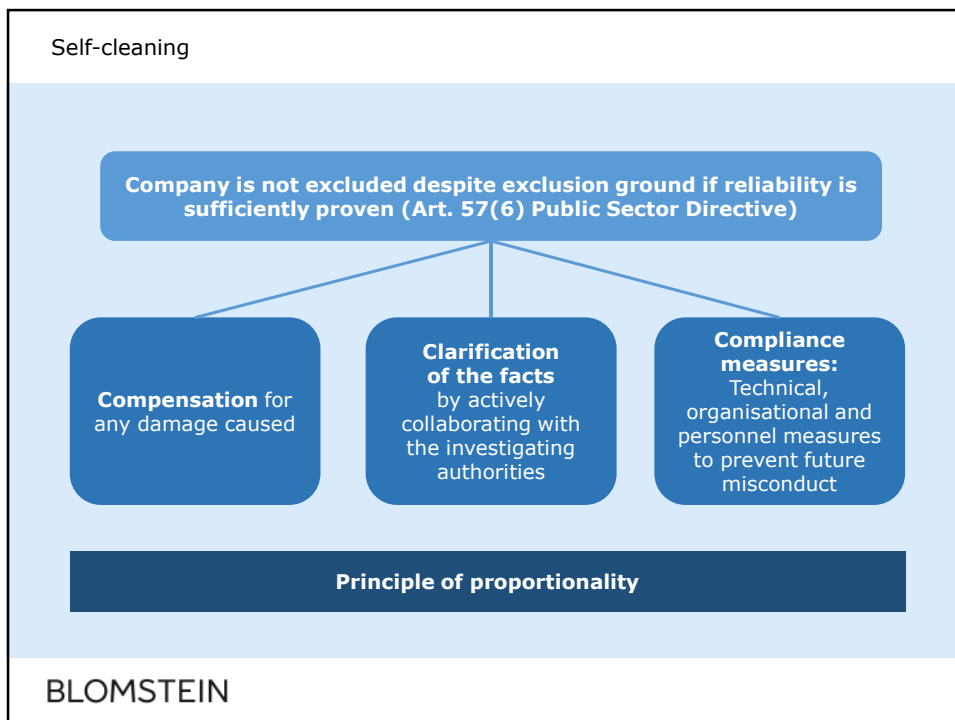 Self-cleaning
Company is not excluded despite exclusion ground if reliability is
sufficiently proven (Art. 57(6) Public Sector Directive)
Compensation for
any damage caused
Clarification
of the facts
by actively
collaborating with
the investigating
authorities
Compliance
measures:
Technical,
organisational and
personnel measures
to prevent future
misconduct
Principle of proportionality
BLOMSTEIN